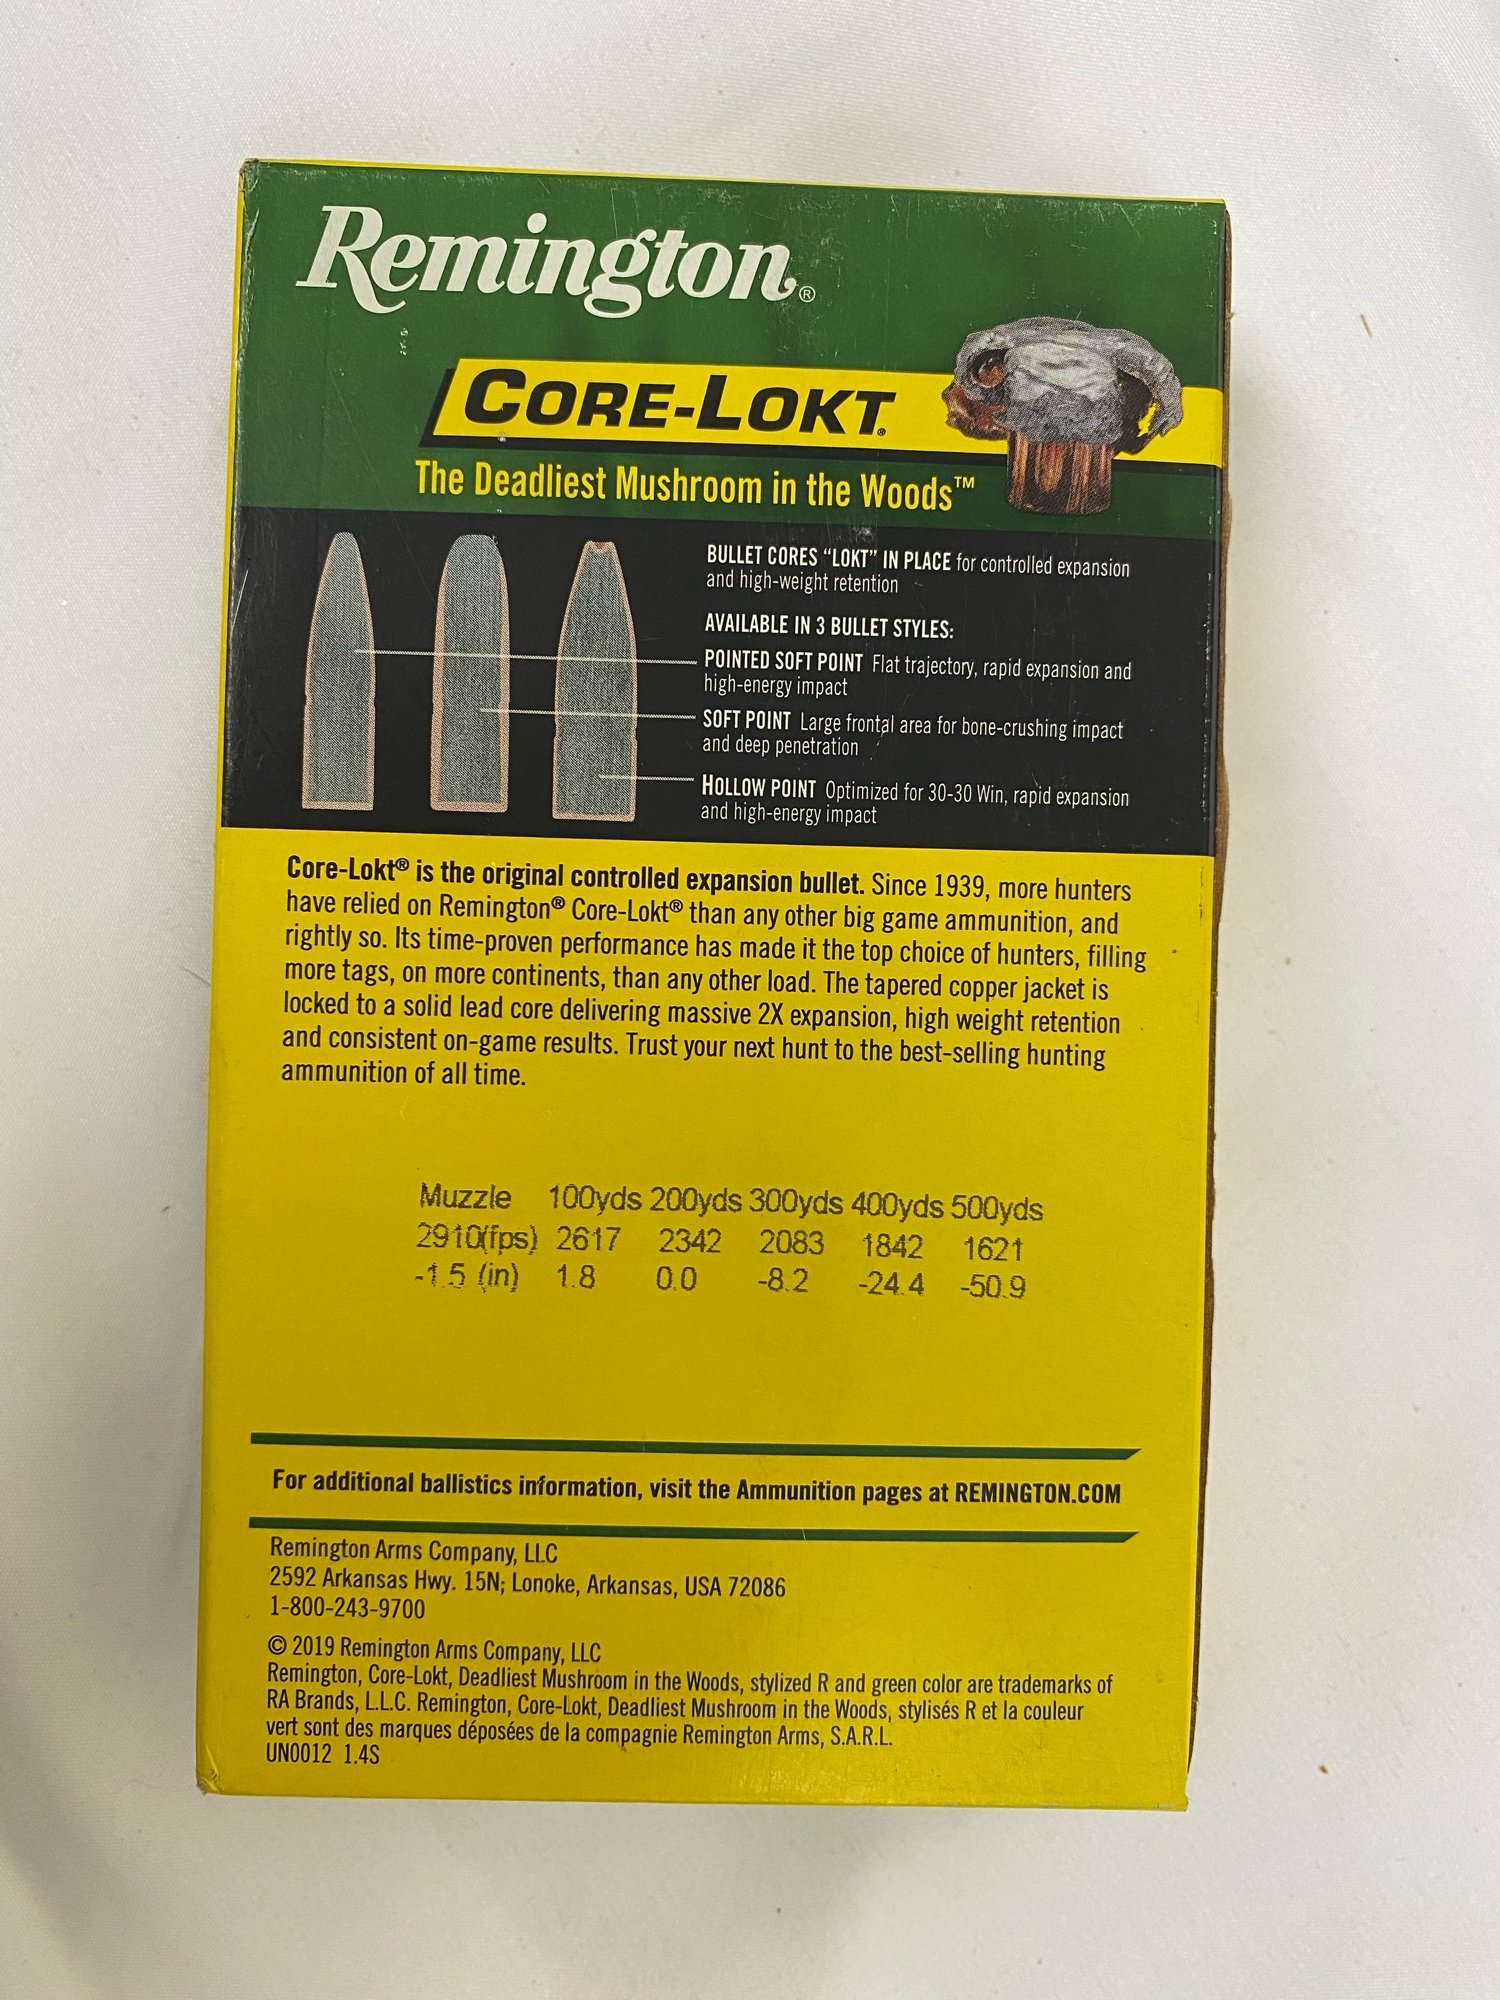 Remington®
CORE-LOKT®
The Deadliest Mushroom in the Woods™
BULLET CORES “LOKT” IN PLACE for controlled expansion
and high-weight retention
AVAILABLE IN 3 BULLET STYLES:
POINTED SOFT POINT Flat trajectory, rapid expansion and
high-energy impact
SOFT POINT Large frontal area for bone-crushing impact
and deep penetration
HOLLOW POINT Optimized for 30-30 Win, rapid expansion
and high-energy impact
Core-Lokt® is the original controlled expansion bullet. Since 1939, more hunters
have relied on Remington® Core-Lokt® than any other big game ammunition, and
rightly so. Its time-proven performance has made it the top choice of hunters, filling
more tags, on more continents, than any other load. The tapered copper jacket is
locked to a solid lead core delivering massive 2X expansion, high weight retention
and consistent on-game results. Trust your next hunt to the best-selling hunting
ammunition of all time.
Muzzle 100yds 200yds 300yds 400yds 500yds
2910(fps) 2617 2342 2083 1842 1621
-1.5 (in) 1.8 0.0 -8.2 -24.4 -50.9
For additional ballistics information, visit the Ammunition pages at REMINGTON.COM
Remington Arms Company, LLC
2592 Arkansas Hwy. 15N; Lonoke, Arkansas, USA 72086
1-800-243-9700
© 2019 Remington Arms Company, LLC
Remington, Core-Lokt, Deadliest Mushroom in the Woods, stylized R and green color are trademarks of
RA Brands, L.L.C. Remington, Core-Lokt, Deadliest Mushroom in the Woods, stylisés R et la couleur
vert sont des marques déposées de la compagnie Remington Arms, S.A.R.L.
UN0012 1.4S